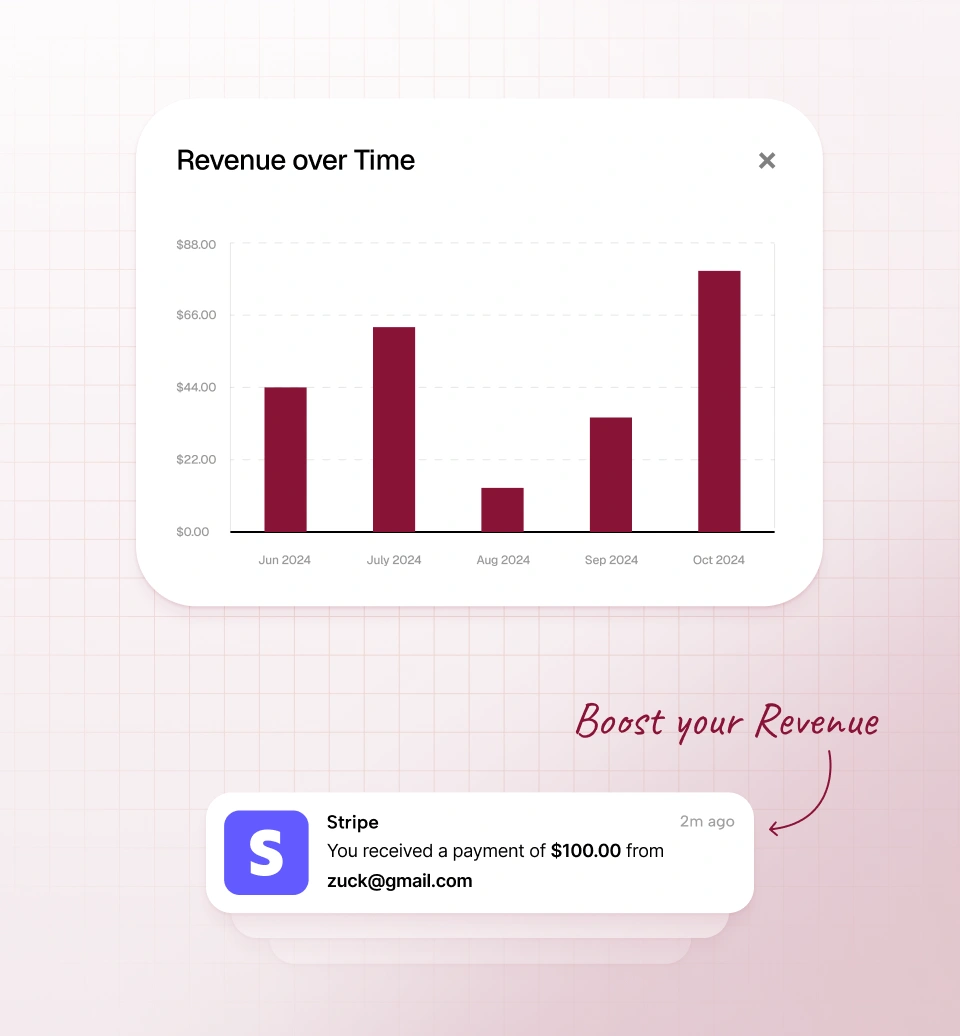 Revenue over Time
$88.00
$66.00
$44.00
$22.00
$0.00
Jun 2024 July 2024 Aug 2024 Sep 2024 Oct 2024
Boost your Revenue
S
Stripe 2m ago
You received a payment of $100.00 from
zuck@gmail.com